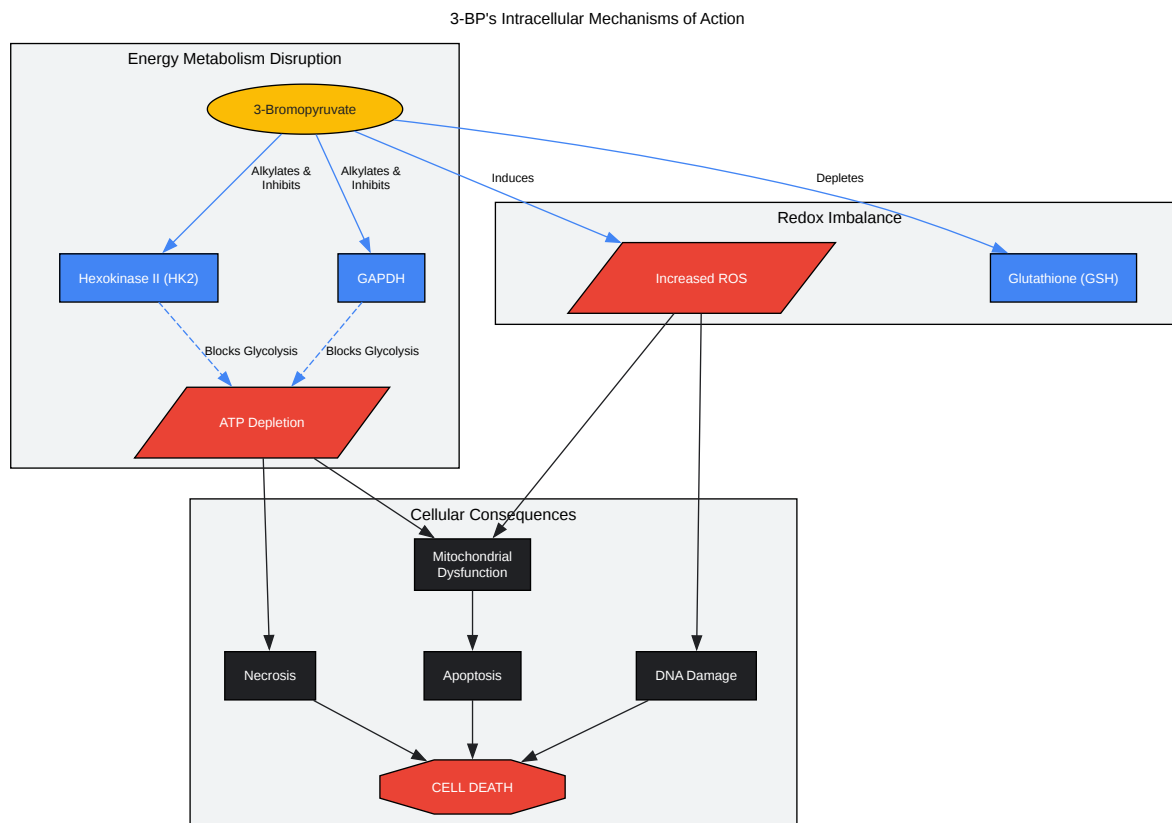 3-BP's Intracellular Mechanisms of Action
Energy Metabolism Disruption
3-Bromopyruvate
Alkylates &
Inhibits
Alkylates &
Inhibits
Induces
Depletes
Redox Imbalance
Hexokinase II (HK2)
GAPDH
Increased ROS
Glutathione (GSH)
Blocks Glycolysis
Blocks Glycolysis
ATP Depletion
Cellular Consequences
Mitochondrial
Dysfunction
Necrosis
Apoptosis
DNA Damage
CELL DEATH